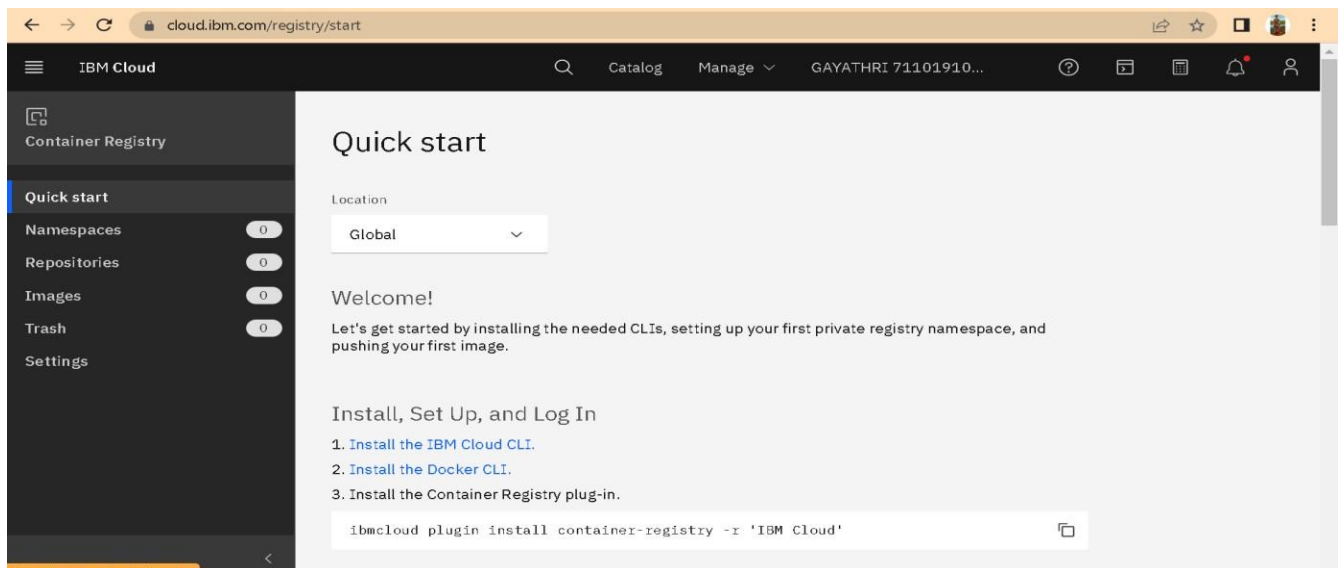 cloud.ibm.com/registry/start
IBM Cloud
Catalog
Manage
GAYATHRI 71101910...
Container Registry
Quick start
Namespaces 0
Repositories 0
Images 0
Trash 0
Settings
Quick start
Location
Global
Welcome!
Let's get started by installing the needed CLIs, setting up your first private registry namespace, and
pushing your first image.
Install, Set Up, and Log In
1. Install the IBM Cloud CLI.
2. Install the Docker CLI.
3. Install the Container Registry plug-in.
ibmcloud plugin install container-registry -r 'IBM Cloud'